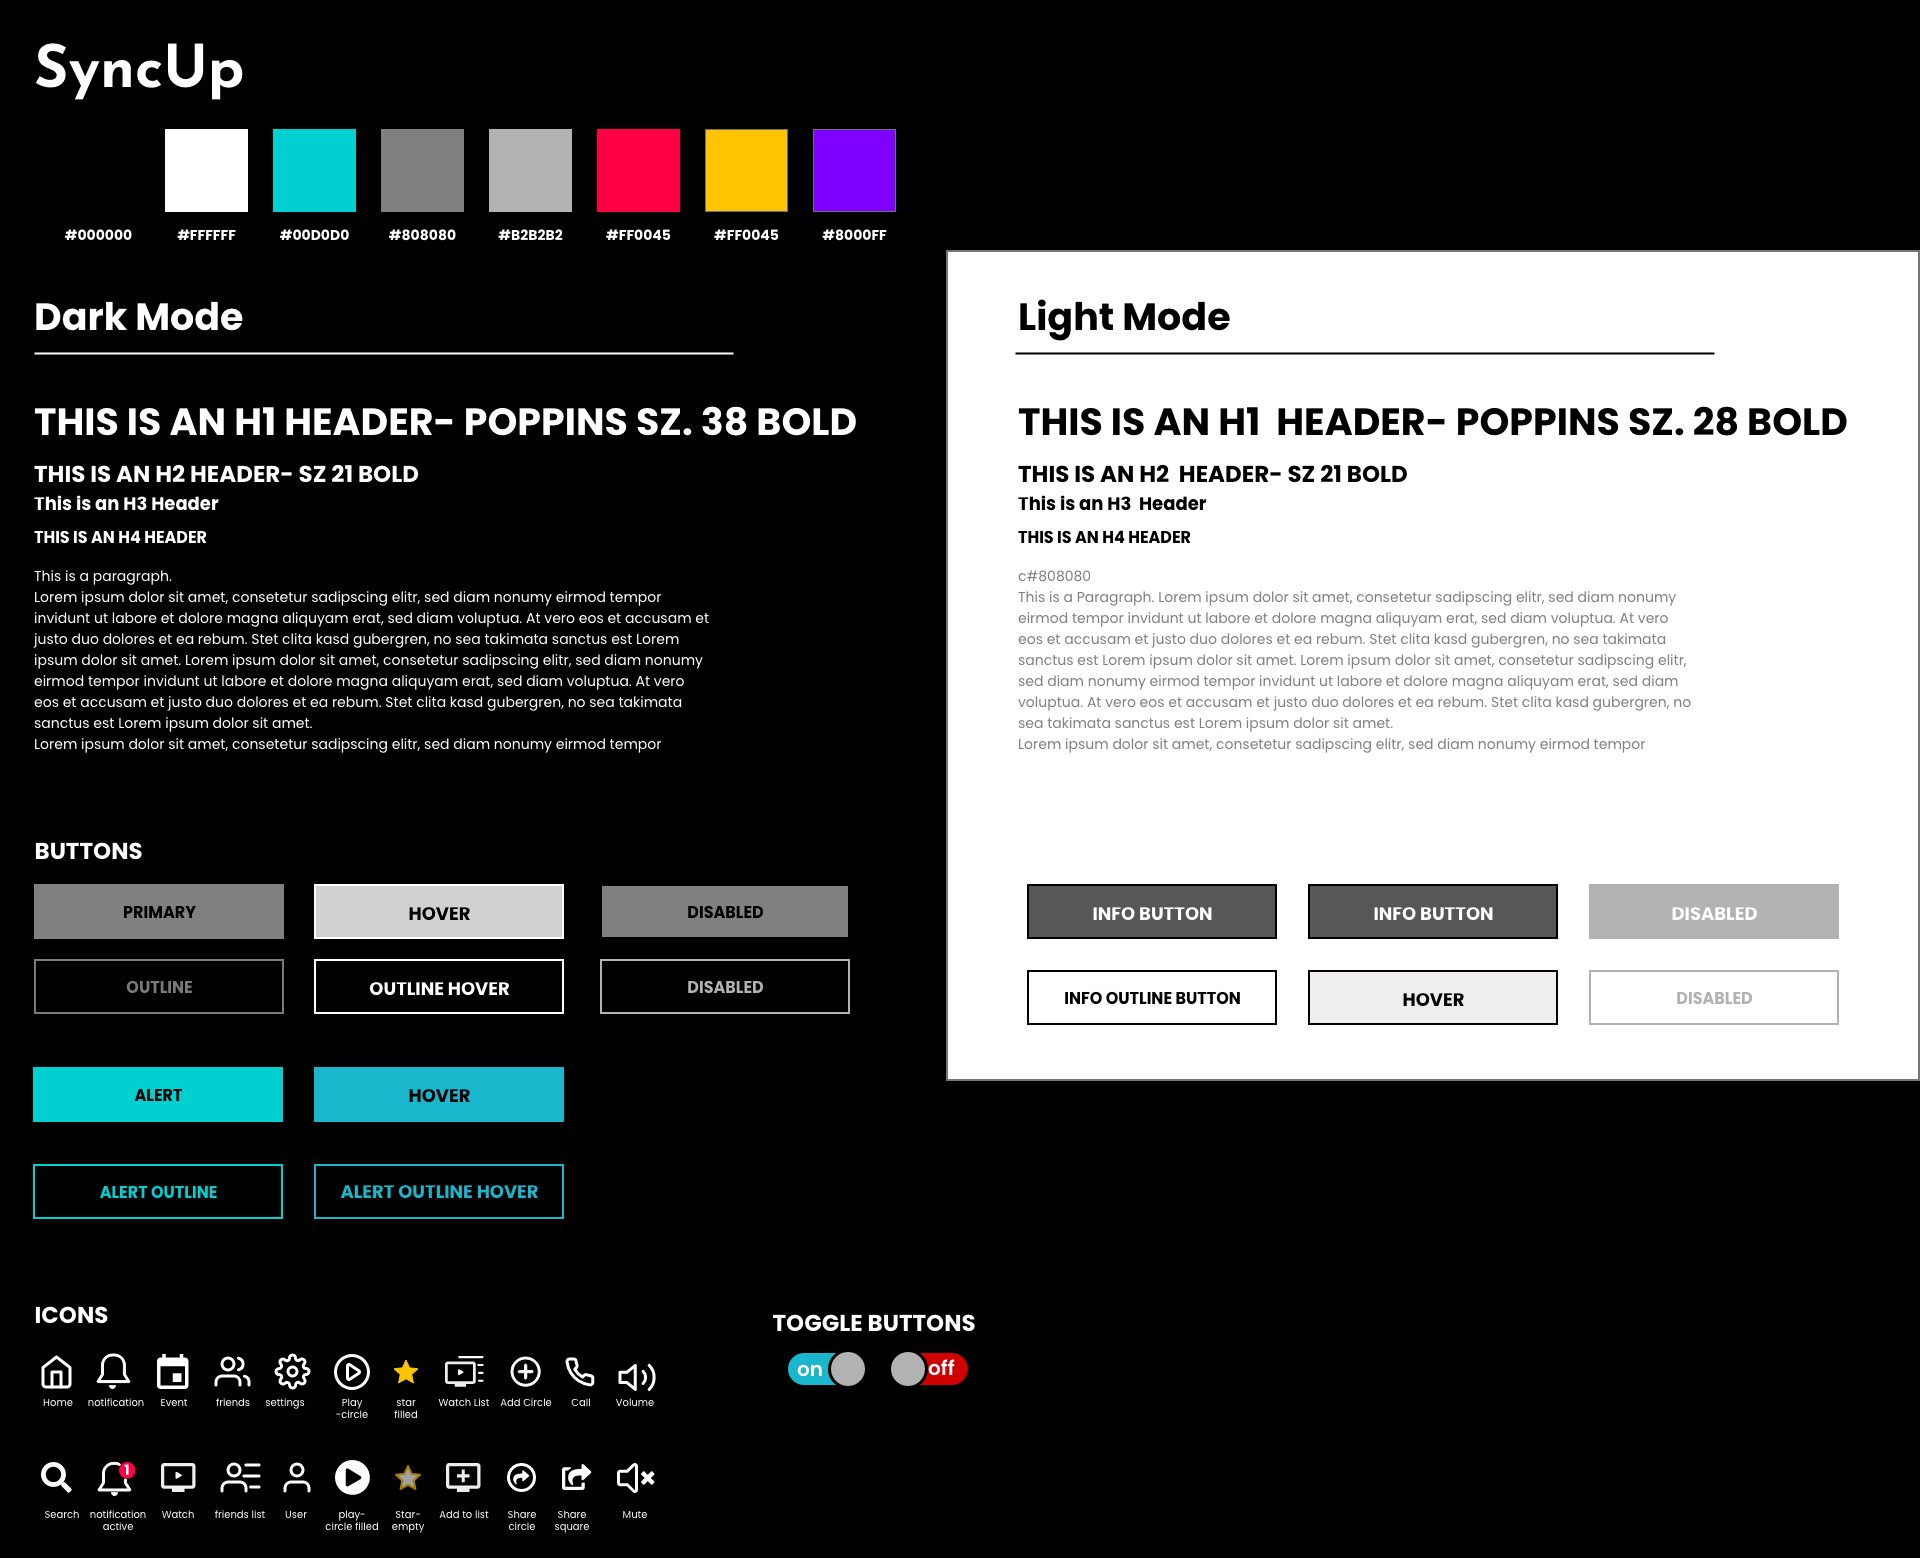 SyncUp
#000000 #FFFFFF #00D0D0 #808080 #B2B2B2 #FF0045 #FF0045 #8000FF
Dark Mode
THIS IS AN H1 HEADER- POPPINS SZ. 38 BOLD
THIS IS AN H2 HEADER- SZ 21 BOLD
This is an H3 Header
THIS IS AN H4 HEADER
This is a paragraph.
Lorem ipsum dolor sit amet, consetetur sadipscing elitr, sed diam nonumy eirmod tempor
invidunt ut labore et dolore magna aliquyam erat, sed diam voluptua. At vero eos et accusam et
justo duo dolores et ea rebum. Stet clita kasd gubergren, no sea takimata sanctus est Lorem
ipsum dolor sit amet. Lorem ipsum dolor sit amet, consetetur sadipscing elitr, sed diam nonumy
eirmod tempor invidunt ut labore et dolore magna aliquyam erat, sed diam voluptua. At vero
eos et accusam et justo duo dolores et ea rebum. Stet clita kasd gubergren, no sea takimata
sanctus est Lorem ipsum dolor sit amet.
Lorem ipsum dolor sit amet, consetetur sadipscing elitr, sed diam nonumy eirmod tempor
Light Mode
THIS IS AN H1 HEADER- POPPINS SZ. 28 BOLD
THIS IS AN H2 HEADER- SZ 21 BOLD
This is an H3 Header
THIS IS AN H4 HEADER
c#808080
This is a Paragraph. Lorem ipsum dolor sit amet, consetetur sadipscing elitr, sed diam nonumy
eirmod tempor invidunt ut labore et dolore magna aliquyam erat, sed diam voluptua. At vero
eos et accusam et justo duo dolores et ea rebum. Stet clita kasd gubergren, no sea takimata
sanctus est Lorem ipsum dolor sit amet. Lorem ipsum dolor sit amet, consetetur sadipscing elitr,
sed diam nonumy eirmod tempor invidunt ut labore et dolore magna aliquyam erat, sed diam
voluptua. At vero eos et accusam et justo duo dolores et ea rebum. Stet clita kasd gubergren, no
sea takimata sanctus est Lorem ipsum dolor sit amet.
Lorem ipsum dolor sit amet, consetetur sadipscing elitr, sed diam nonumy eirmod tempor
BUTTONS
PRIMARY HOVER DISABLED
OUTLINE OUTLINE HOVER DISABLED
ALERT HOVER
ALERT OUTLINE ALERT OUTLINE HOVER
INFO BUTTON INFO BUTTON DISABLED
INFO OUTLINE BUTTON HOVER DISABLED
ICONS
Home notification Event friends settings Play star Watch List Add Circle Call Volume
-circle filled
1
Search notification Watch friends list User play- Star- Add to list Share Share Mute
active circle filled empty circle square
TOGGLE BUTTONS
on off